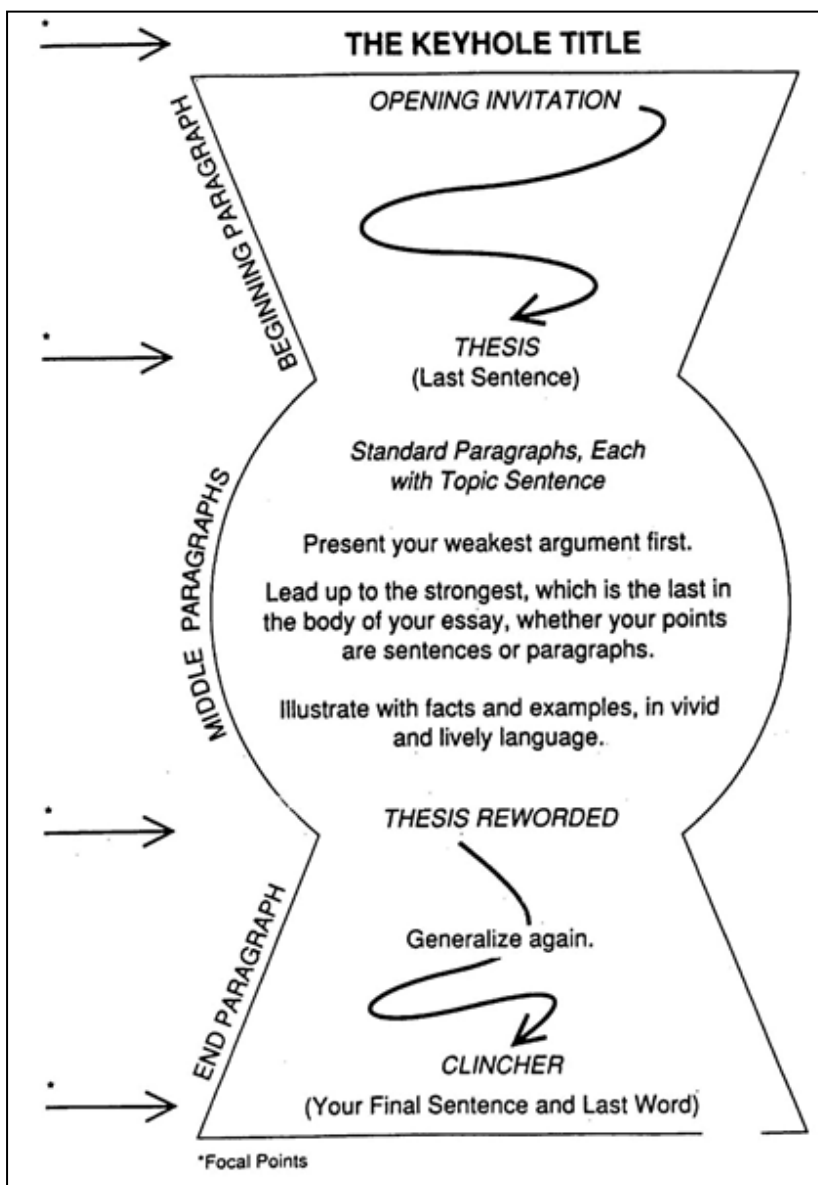 *
THE KEYHOLE TITLE
OPENING INVITATION
BEGINNING PARAGRAPH
*
THESIS
(Last Sentence)
Standard Paragraphs, Each
with Topic Sentence
MIDDLE PARAGRAPHS
Present your weakest argument first.
Lead up to the strongest, which is the last in
the body of your essay, whether your points
are sentences or paragraphs.
Illustrate with facts and examples, in vivid
and lively language.
*
THESIS REWORDED
END PARAGRAPH
Generalize again.
*
CLINCHER
(Your Final Sentence and Last Word)
*Focal Points